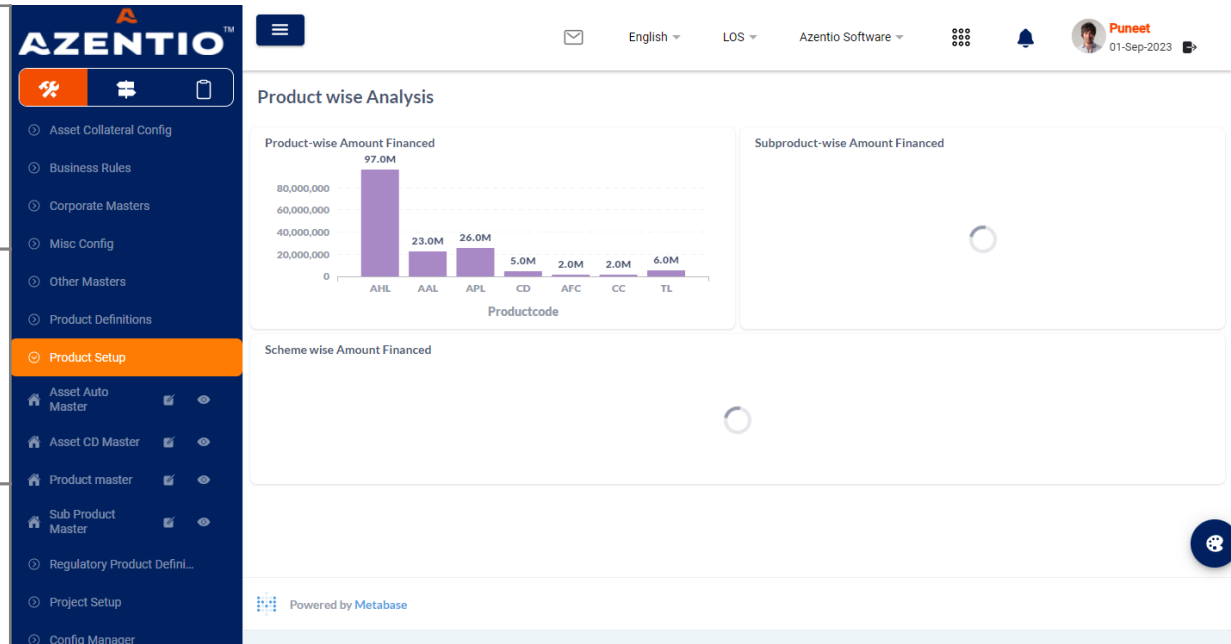 AZENTIO™
English
LOS
Azentio Software
Puneet
01-Sep-2023
Asset Collateral Config
Business Rules
Corporate Masters
Misc Config
Other Masters
Product Definitions
Product Setup
Asset Auto
Master
Asset CD Master
Product master
Sub Product
Master
Regulatory Product Defini...
Project Setup
Config Manager
Product wise Analysis
Product-wise Amount Financed
97.0M
80,000,000
60,000,000
40,000,000
20,000,000
0
23.0M
26.0M
5.0M
2.0M
2.0M
6.0M
AHL
AAL
APL
CD
AFC
CC
TL
Productcode
Subproduct-wise Amount Financed
Scheme wise Amount Financed
Powered by Metabase